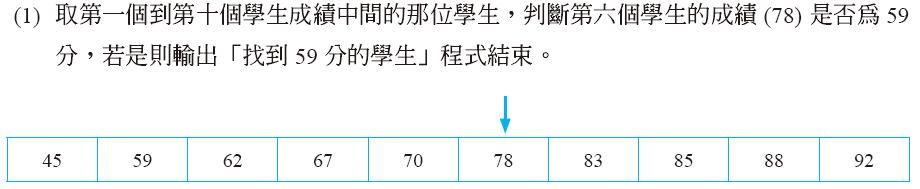 (1) 取第一個到第十個學生成績中間的那位學生，判斷第六個學生的成績 (78) 是否為 59
分，若是則輸出「找到 59 分的學生」程式結束。
45 59 62 67 70 78 83 85 88 92